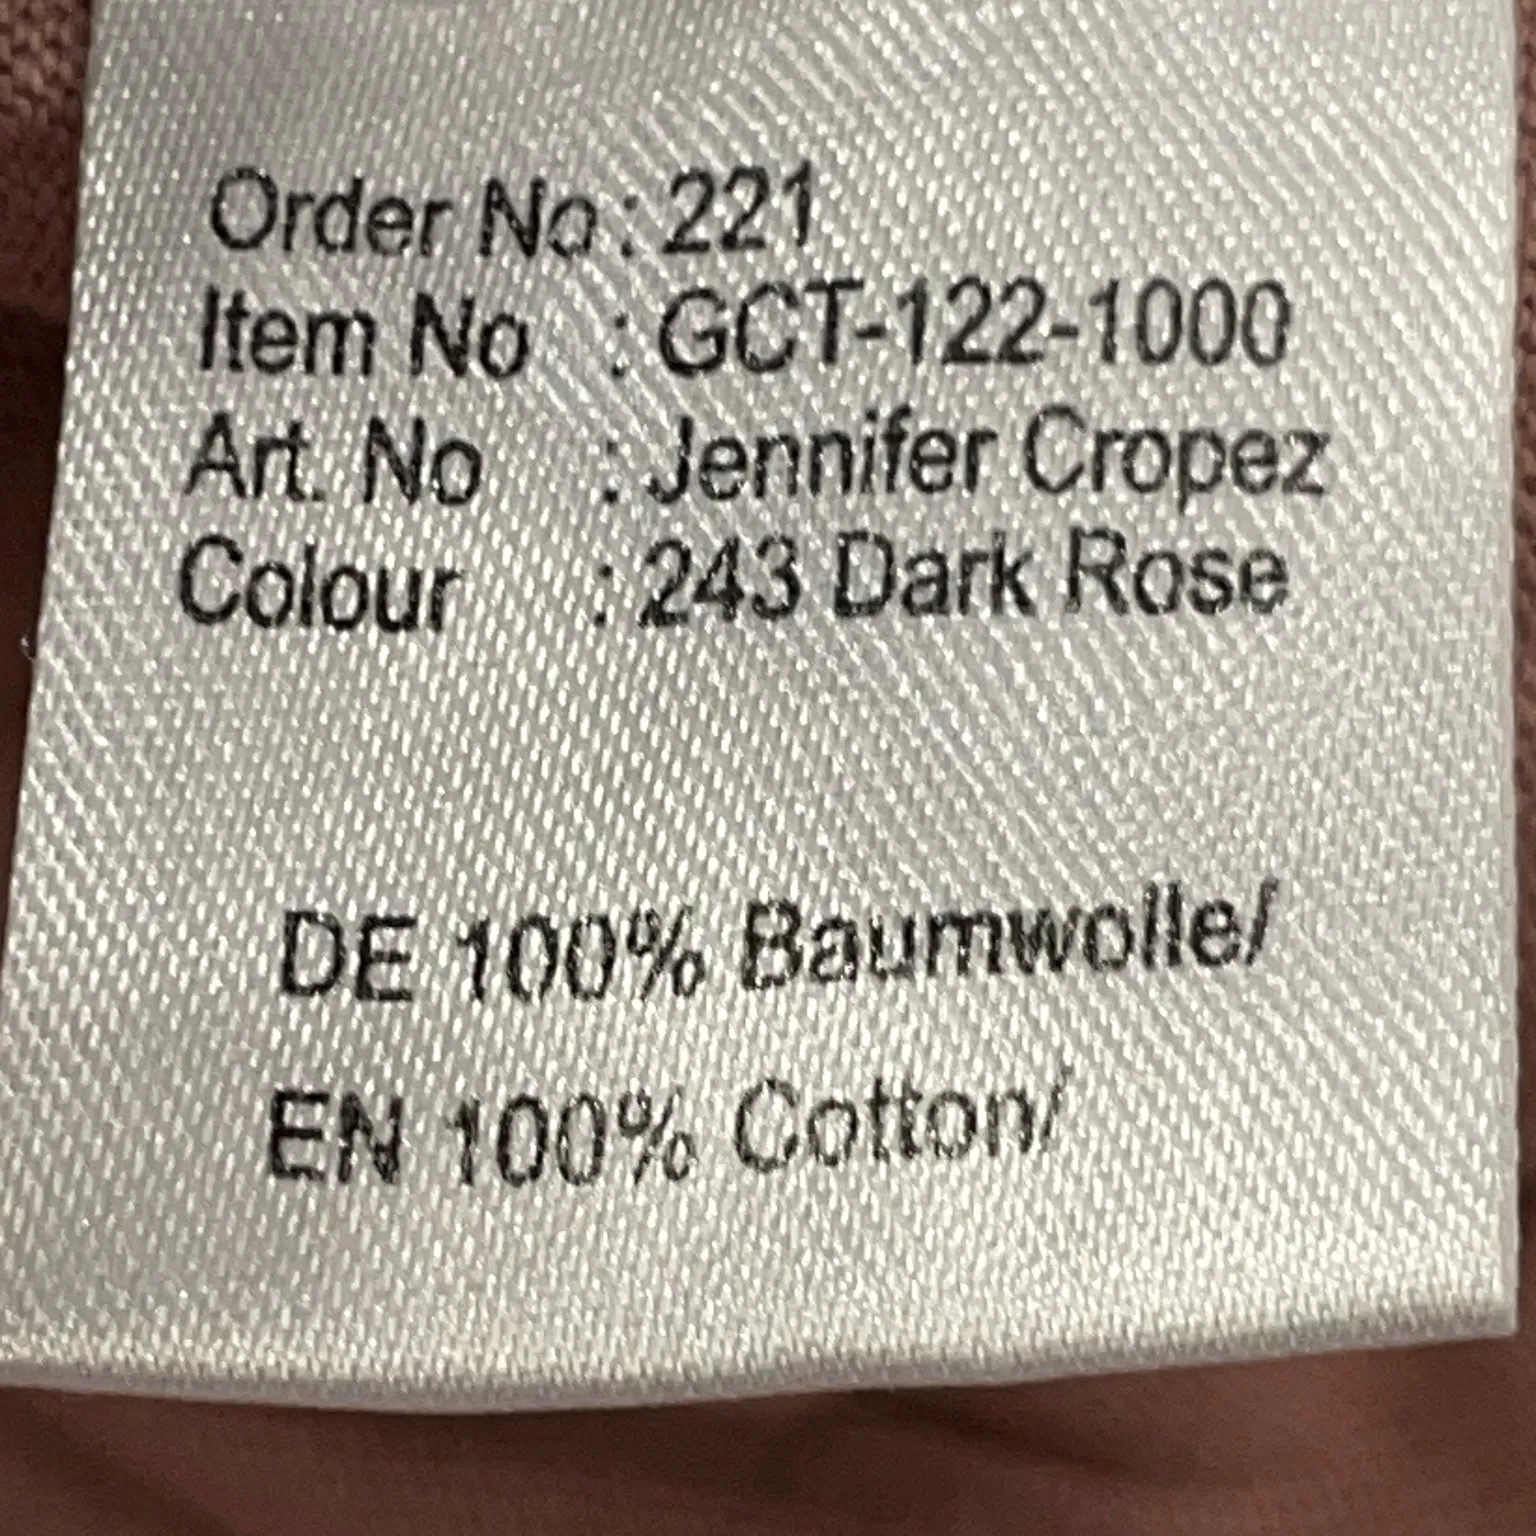 Order No: 221
Item No : GCT-122-1000
Art. No : Jennifer Cropez
Colour : 243 Dark Rose
DE 100% Baumwolle/
EN 100% Cotton/